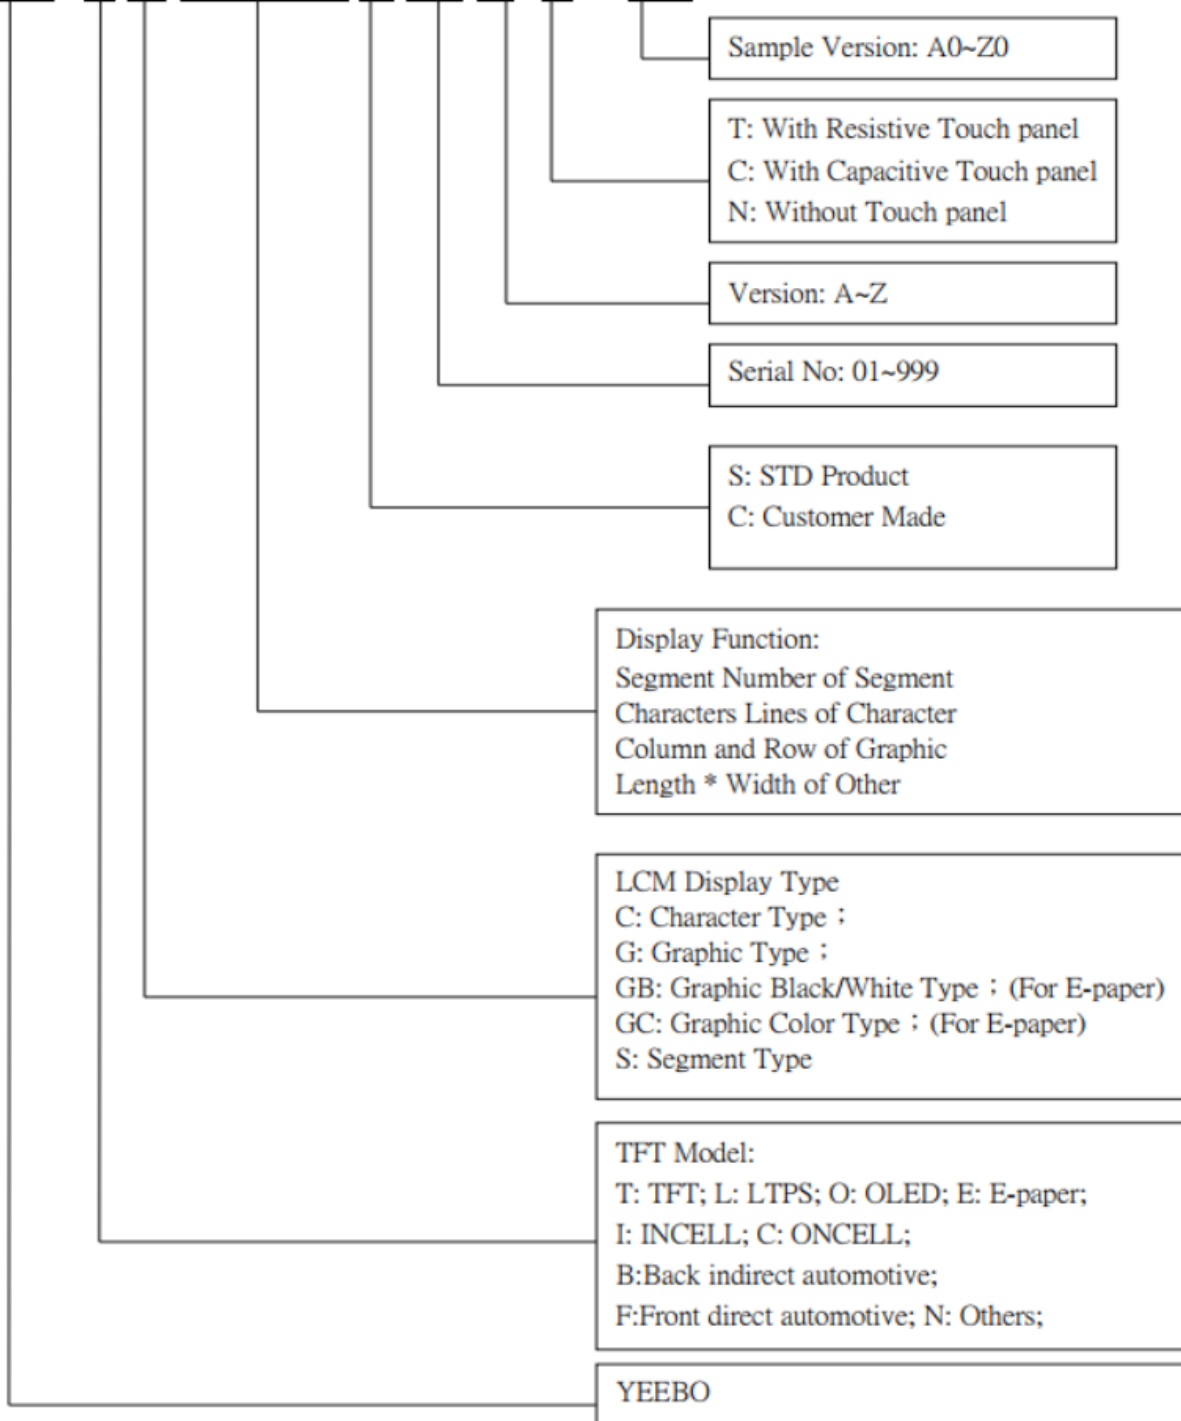 Sample Version: A0~Z0
T: With Resistive Touch panel
C: With Capacitive Touch panel
N: Without Touch panel
Version: A~Z
Serial No: 01~999
S: STD Product
C: Customer Made
Display Function:
Segment Number of Segment
Characters Lines of Character
Column and Row of Graphic
Length * Width of Other
LCM Display Type
C: Character Type；
G: Graphic Type；
GB: Graphic Black/White Type；(For E-paper)
GC: Graphic Color Type；(For E-paper)
S: Segment Type
TFT Model:
T: TFT; L: LTPS; O: OLED; E: E-paper;
I: INCELL; C: ONCELL;
B:Back indirect automotive;
F:Front direct automotive; N: Others;
YEEBO